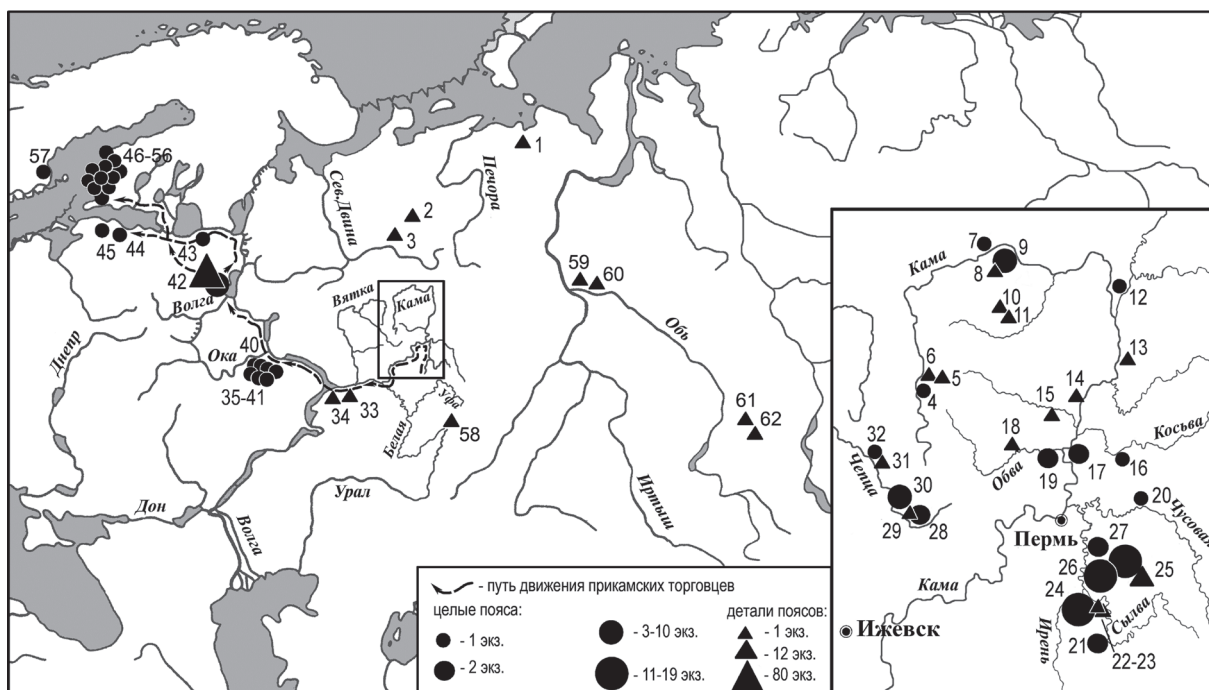 57
46-56
45
44
43
42
Волга
Днепр
Ока
40
35-41
34
33
Дон
Волга
Урал
Сев.Двина
Печора
1
2
3
Вятка
Кама
Белая
Уфа
58
59
60
Обь
61
62
Иртыш
7
9
Кама
8
10
11
12
13
6
5
4
15
14
18
Обва
19
17
Косьва
16
32
31
Чепца
30
29
28
20
Чусовая
Пермь
27
26
25
24
Кама
Ижевск
Ирень
Сылва
21
22-23
- путь движения прикамских торговцев
целые пояса:
- 1 экз.
- 2 экз.
- 3-10 экз.
- 11-19 экз.
детали поясов:
- 1 экз.
- 12 экз.
- 80 экз.